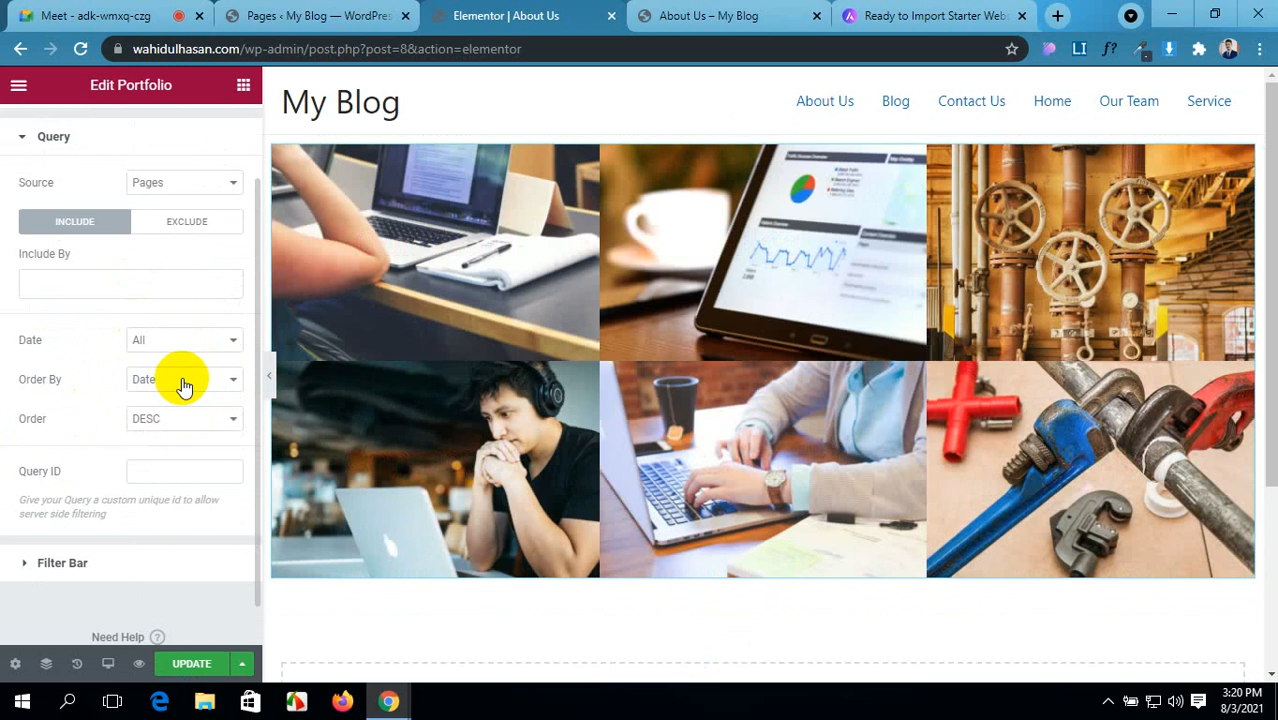 Meet - adk-wmxq-czg
Pages ‹ My Blog — WordPres
Elementor | About Us
About Us – My Blog
Ready to Import Starter Webs
wahidulhasan.com/wp-admin/post.php?post=8&action=elementor
Edit Portfolio
Query
Source Pages
INCLUDE EXCLUDE
Include By
Date All
Order By Date
Order DESC
Query ID
Give your Query a custom unique id to allow
server side filtering
Filter Bar
Need Help ?
UPDATE
My Blog
About Us Blog Contact Us Home Our Team Service
3:20 PM
8/3/2021